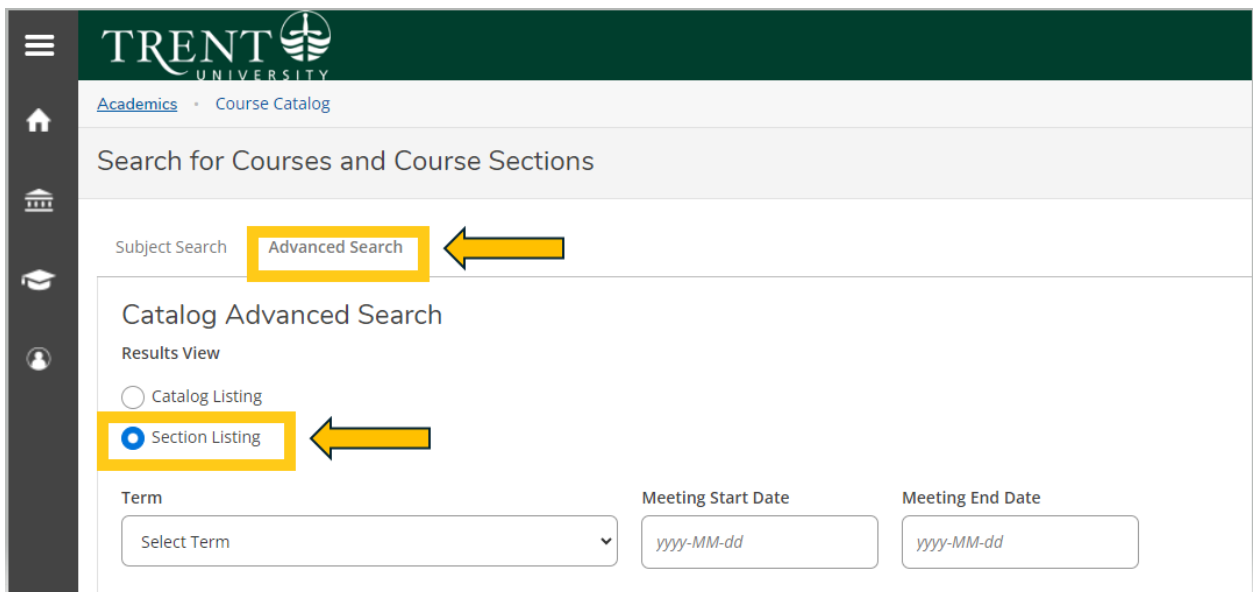 TRENT
UNIVERSITY
Academics · Course Catalog
Search for Courses and Course Sections
Subject Search Advanced Search
Catalog Advanced Search
Results View
Catalog Listing
Section Listing
Term Meeting Start Date Meeting End Date
Select Term yyyy-MM-dd yyyy-MM-dd